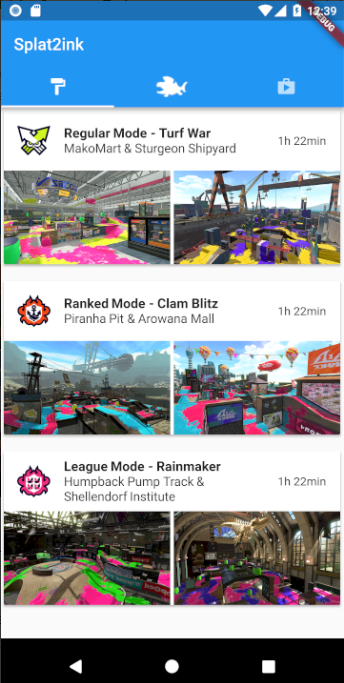 12:39
DEBUG
Splat2ink
Regular Mode - Turf War
MakoMart & Sturgeon Shipyard
1h 22min
Ranked Mode - Clam Blitz
Piranha Pit & Arowana Mall
1h 22min
League Mode - Rainmaker
Humpback Pump Track &
Shellendorf Institute
1h 22min